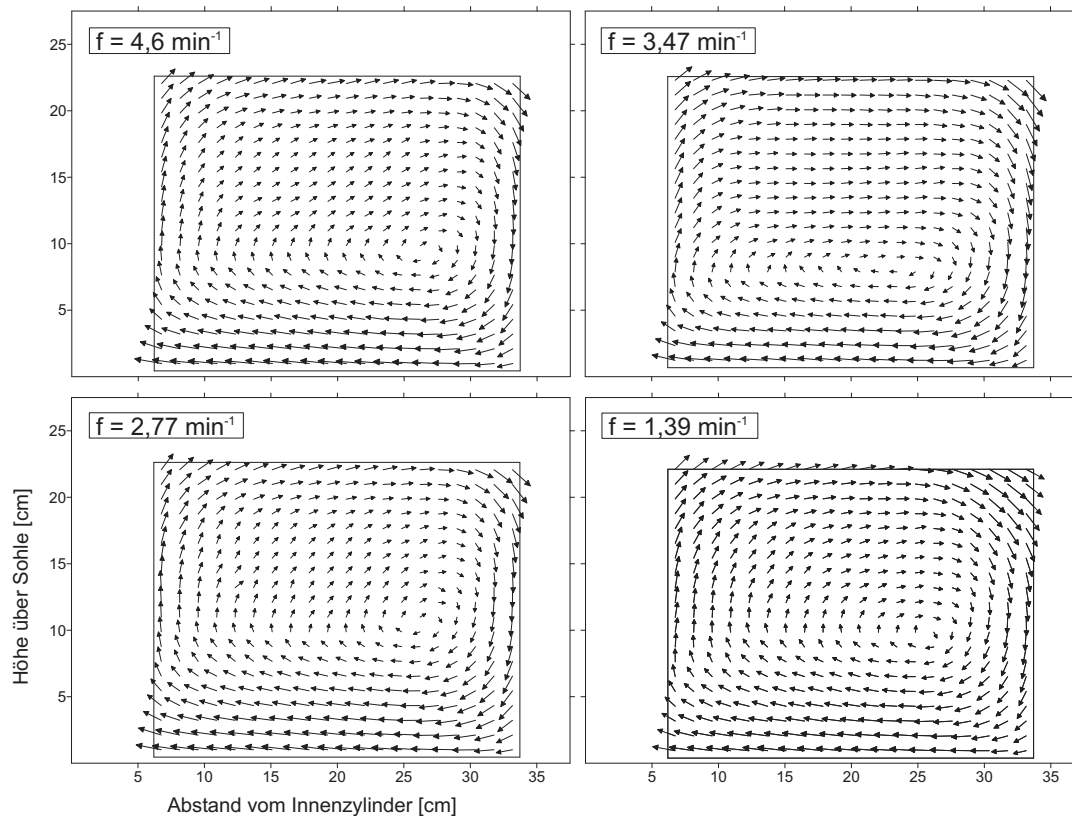 f = 4,6 min⁻¹
f = 3,47 min⁻¹
25
20
15
10
5
f = 2,77 min⁻¹
f = 1,39 min⁻¹
25
20
15
10
5
5 10 15 20 25 30 35
5 10 15 20 25 30 35
Höhe über Sohle [cm]
Abstand vom Innenzylinder [cm]